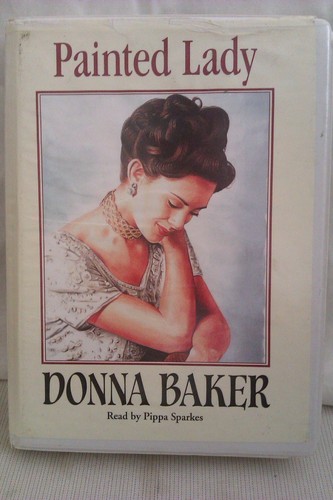 Painted Lady
DONNA BAKER
Read by Pippa Sparkes